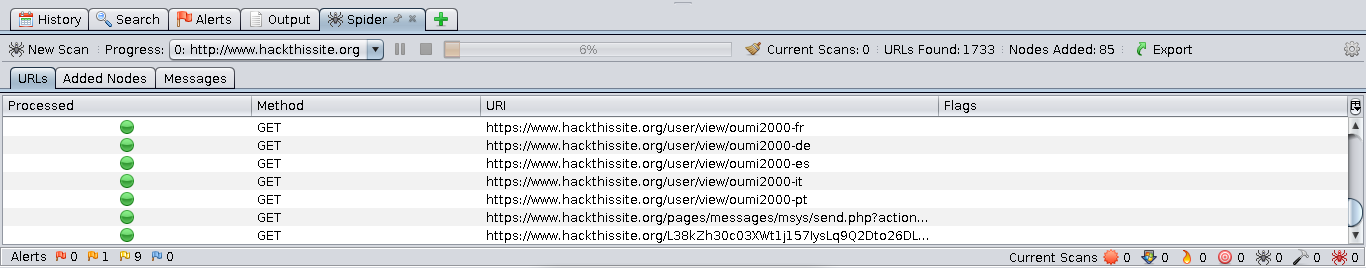 History Search Alerts Output Spider
New Scan Progress: 0: http://www.hackthissite.org 6% Current Scans: 0 URLs Found: 1733 Nodes Added: 85 Export
URLs Added Nodes Messages
Processed Method URI Flags
GET https://www.hackthissite.org/user/view/oumi2000-fr
GET https://www.hackthissite.org/user/view/oumi2000-de
GET https://www.hackthissite.org/user/view/oumi2000-es
GET https://www.hackthissite.org/user/view/oumi2000-it
GET https://www.hackthissite.org/user/view/oumi2000-pt
GET https://www.hackthissite.org/pages/messages/msys/send.php?action...
GET https://www.hackthissite.org/L38kZh30c03XWt1j157IysLq9Q2Dto26DL...
Alerts 0 1 9 0 Current Scans 0 0 0 0 0 0 0